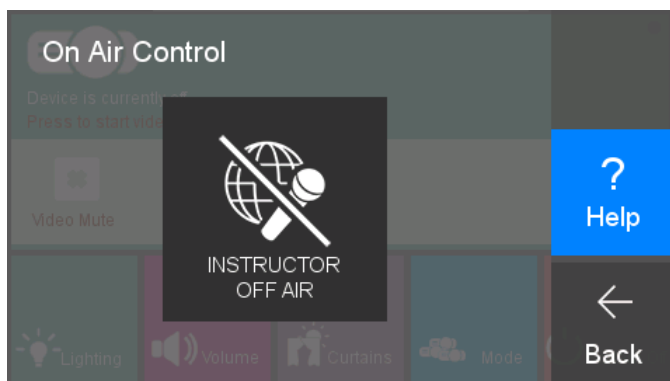 On Air Control
Device is currently off
Press to start vide
?
Help
Video Mute
INSTRUCTOR
OFF AIR
Lighting
Volume
Curtains
Mode
Back